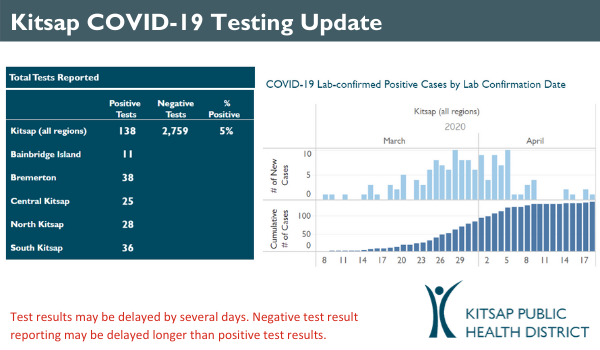 Kitsap COVID-19 Testing Update
Total Tests Reported
Positive Tests
Negative Tests
% Positive
Kitsap (all regions) 138 2,759 5%
Bainbridge Island 11
Bremerton 38
Central Kitsap 25
North Kitsap 28
South Kitsap 36
COVID-19 Lab-confirmed Positive Cases by Lab Confirmation Date
Kitsap (all regions)
2020
March April
# of New Cases
10
5
0
Cumulative # of Cases
100
50
0
8 11 14 17 20 23 26 29 2 5 8 11 14 17
Test results may be delayed by several days. Negative test result
reporting may be delayed longer than positive test results.
KITSAP PUBLIC
HEALTH DISTRICT